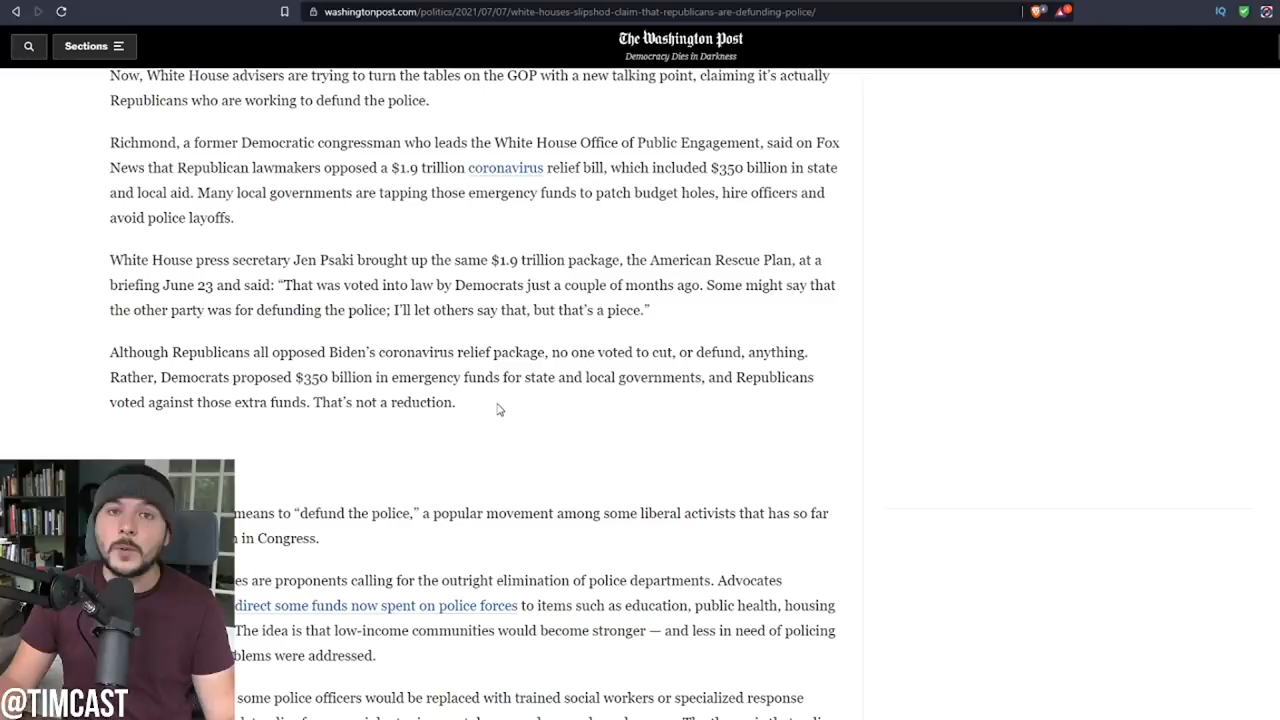 washingtonpost.com/politics/2021/07/07/white-houses-slipshod-claim-that-republicans-are-defunding-police/
IQ
Sections
The Washington Post
Democracy Dies in Darkness
Now, White House advisers are trying to turn the tables on the GOP with a new talking point, claiming it's actually
Republicans who are working to defund the police.
Richmond, a former Democratic congressman who leads the White House Office of Public Engagement, said on Fox
News that Republican lawmakers opposed a $1.9 trillion coronavirus relief bill, which included $350 billion in state
and local aid. Many local governments are tapping those emergency funds to patch budget holes, hire officers and
avoid police layoffs.
White House press secretary Jen Psaki brought up the same $1.9 trillion package, the American Rescue Plan, at a
briefing June 23 and said: “That was voted into law by Democrats just a couple of months ago. Some might say that
the other party was for defunding the police; I’ll let others say that, but that’s a piece.”
Although Republicans all opposed Biden’s coronavirus relief package, no one voted to cut, or defund, anything.
Rather, Democrats proposed $350 billion in emergency funds for state and local governments, and Republicans
voted against those extra funds. That’s not a reduction.
means to “defund the police,” a popular movement among some liberal activists that has so far
in Congress.
are proponents calling for the outright elimination of police departments. Advocates
direct some funds now spent on police forces to items such as education, public health, housing
The idea is that low-income communities would become stronger — and less in need of policing
blems were addressed.
some police officers would be replaced with trained social workers or specialized response
@TIMCAST